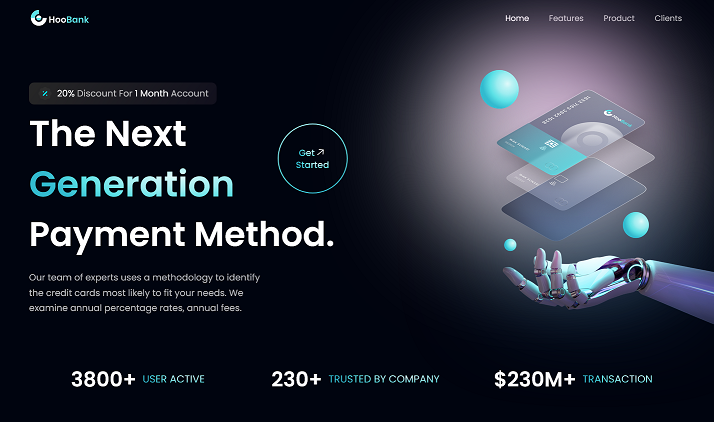 HooBank
Home Features Product Clients
20% Discount For 1 Month Account
The Next
Generation
Payment Method.
Get
Started
HooBank
Our team of experts uses a methodology to identify
the credit cards most likely to fit your needs. We
examine annual percentage rates, annual fees.
3800+ USER ACTIVE
230+ TRUSTED BY COMPANY
$230M+ TRANSACTION